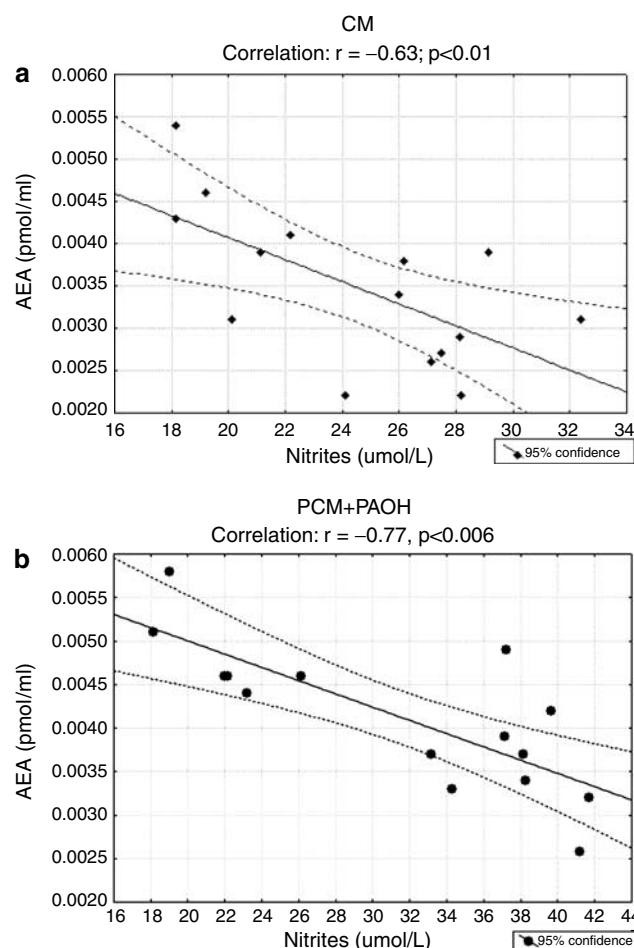 CM
Correlation: r = −0.63; p<0.01
a
0.0060
0.0055
0.0050
0.0045
0.0040
0.0035
0.0030
0.0025
0.0020
AEA (pmol/ml)
16 18 20 22 24 26 28 30 32 34
Nitrites (umol/L)
95% confidence
PCM+PAOH
Correlation: r = −0.77, p<0.006
b
0.0060
0.0055
0.0050
0.0045
0.0040
0.0035
0.0030
0.0025
0.0020
AEA (pmol/ml)
16 18 20 22 24 26 28 30 32 34 36 38 40 42 44
Nitrites (umol/L)
95% confidence